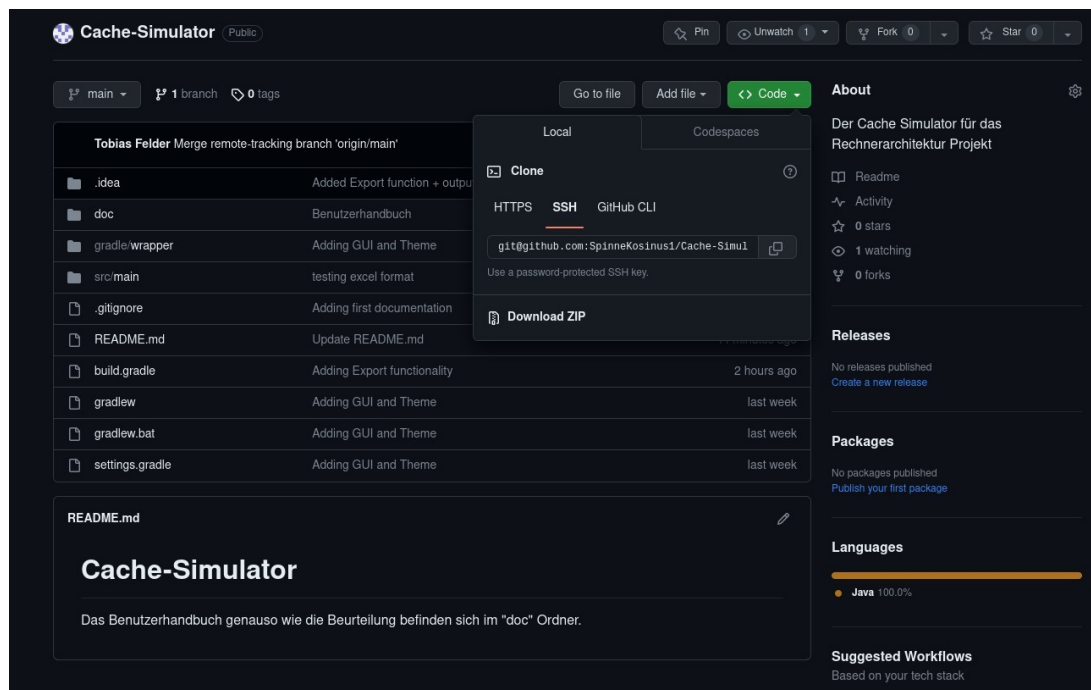 Cache-Simulator Public
Pin Unwatch 1 Fork 0 Star 0
main 1 branch 0 tags Go to file Add file <> Code
Tobias Felder Merge remote-tracking branch 'origin/main'
.idea Added Export function + outpu
doc Benutzerhandbuch
gradle/wrapper Adding GUI and Theme
src/main testing excel format
.gitignore Adding first documentation
README.md Update README.md minutes ago
build.gradle Adding Export functionality 2 hours ago
gradlew Adding GUI and Theme last week
gradlew.bat Adding GUI and Theme last week
settings.gradle Adding GUI and Theme last week
Local Codespaces
Clone
HTTPS SSH GitHub CLI
git@github.com:SpinneKosinus1/Cache-Simul
Use a password-protected SSH key.
Download ZIP
README.md
Cache-Simulator
Das Benutzerhandbuch genauso wie die Beurteilung befinden sich im "doc" Ordner.
About
Der Cache Simulator für das
Rechnerarchitektur Projekt
Readme
Activity
0 stars
1 watching
0 forks
Releases
No releases published
Create a new release
Packages
No packages published
Publish your first package
Languages
Java 100.0%
Suggested Workflows
Based on your tech stack